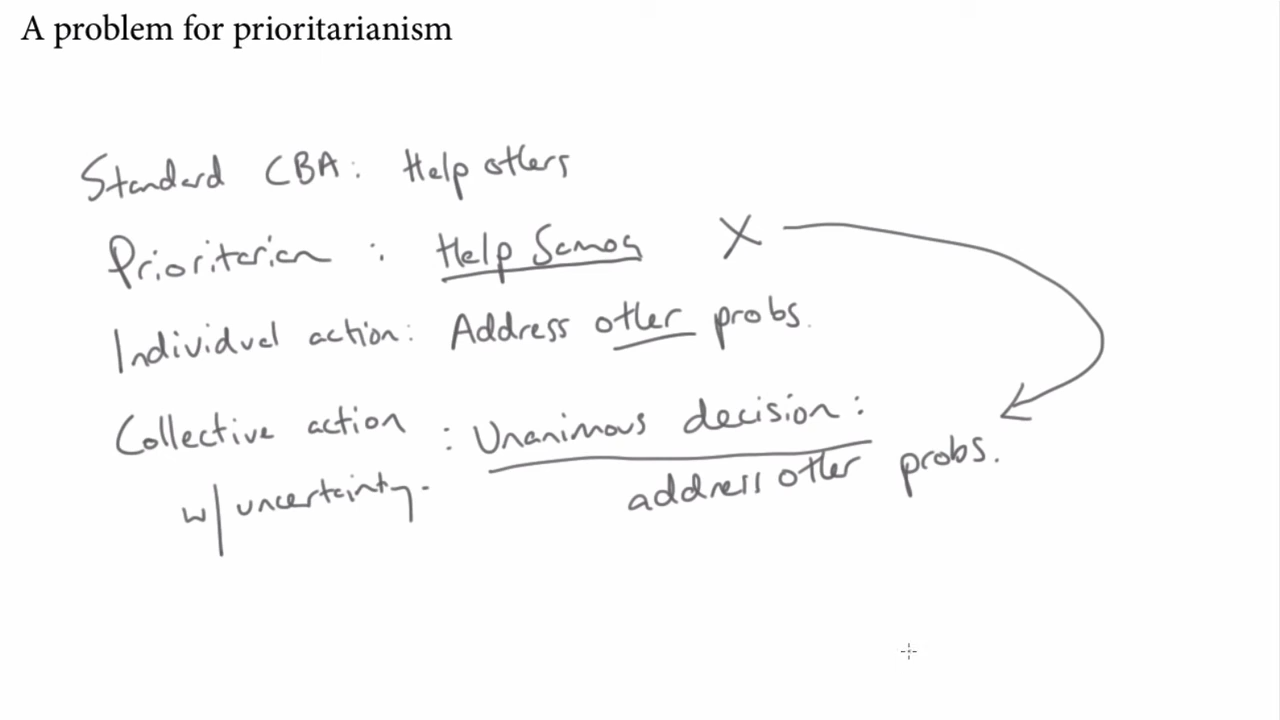 A problem for prioritarianism
Standard CBA: Help others
Prioritarian : Help Samos X
Individual action: Address other probs.
Collective action : Unanimous decision:
w/ uncertainty. address other probs.